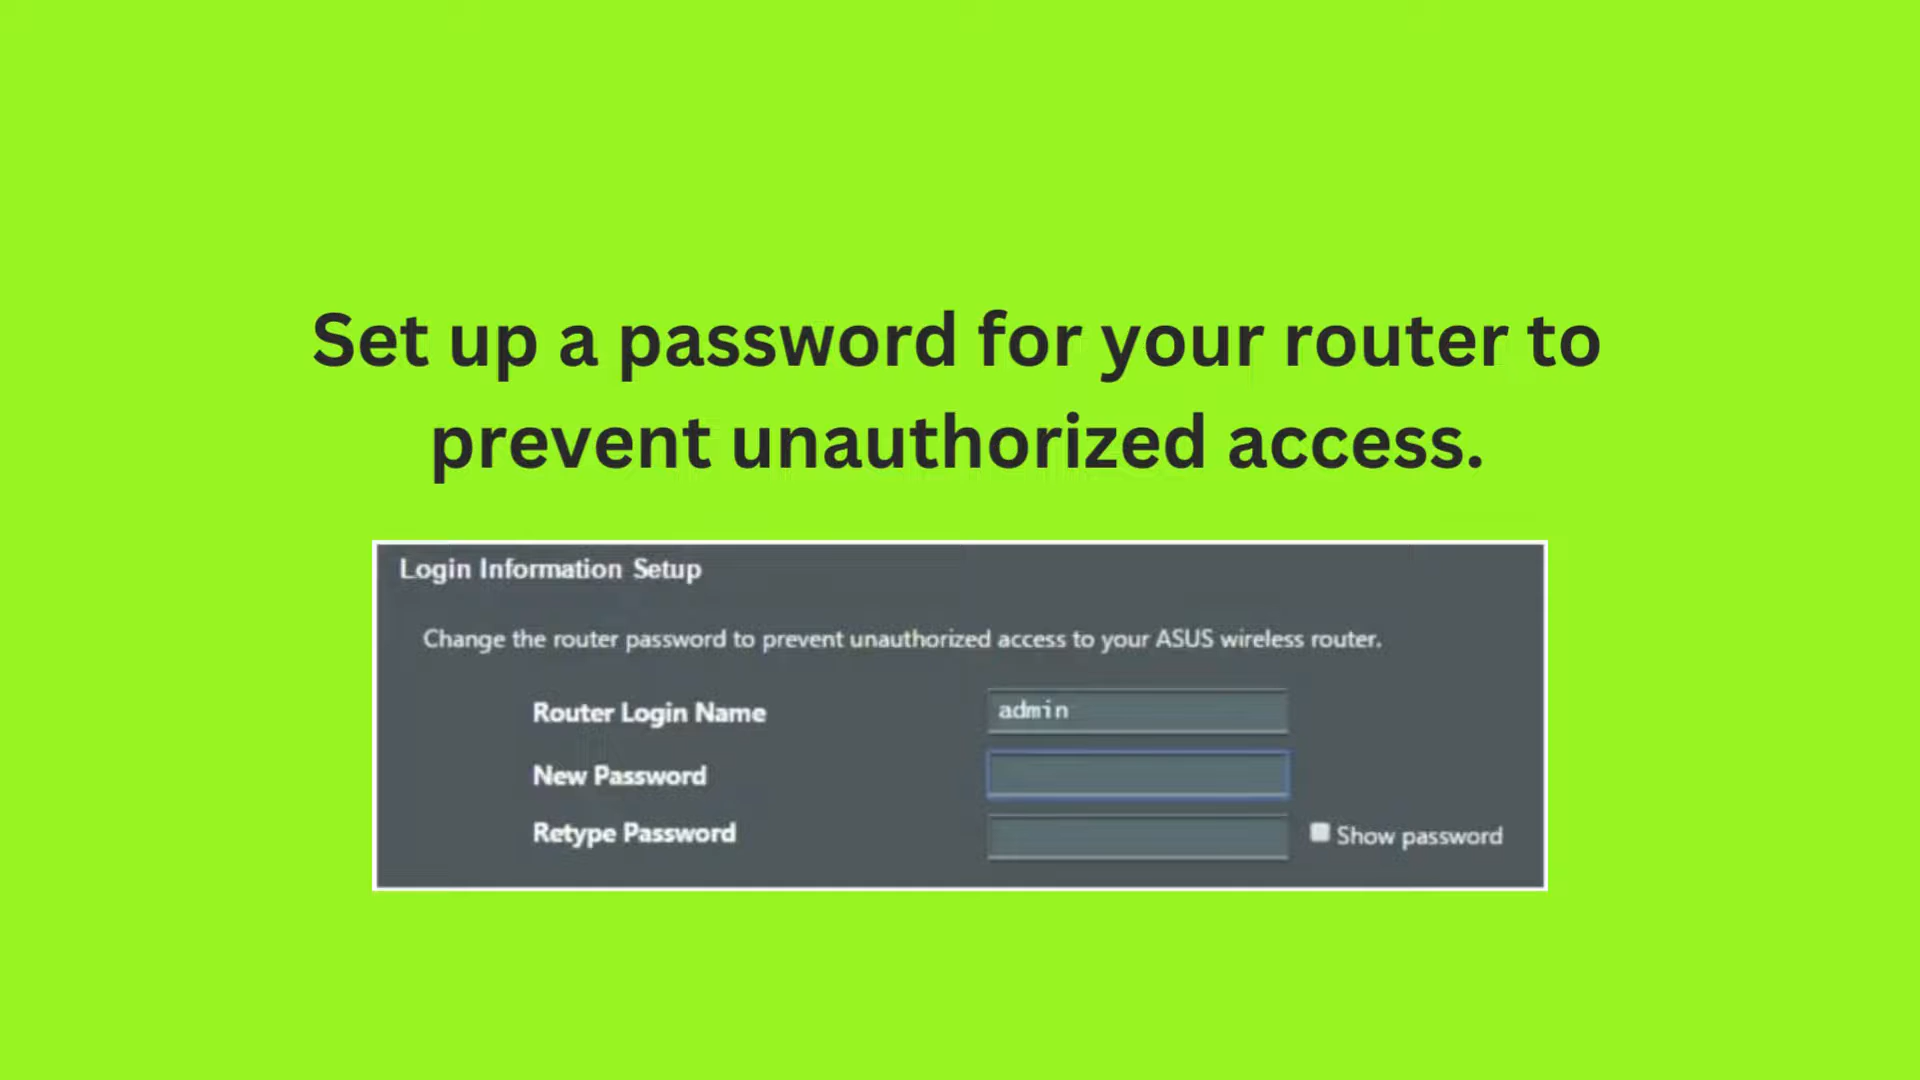 Set up a password for your router to
prevent unauthorized access.
Login Information Setup
Change the router password to prevent unauthorized access to your ASUS wireless router.
Router Login Name admin
New Password
Retype Password Show password